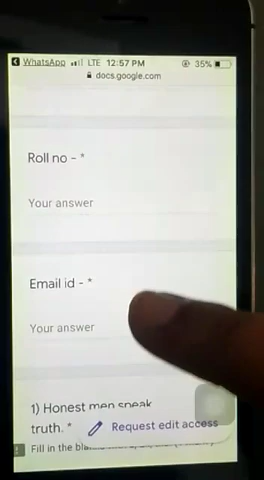 WhatsApp LTE 12:57 PM 35%
docs.google.com
Roll no - *
Your answer
Email id - *
Your answer
1) Honest men speak
truth. *
Request edit access
Fill in the